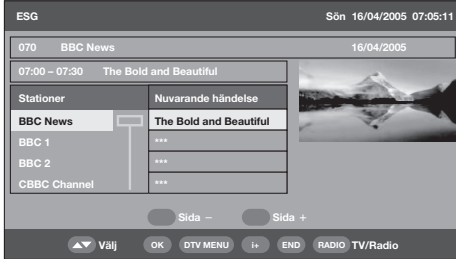 ESG Sön 16/04/2005 07:05:11
070 BBC News 16/04/2005
07:00 – 07:30 The Bold and Beautiful
Stationer Nuvarande händelse
BBC News The Bold and Beautiful
BBC 1 ***
BBC 2 ***
CBBC Channel ***
Sida – Sida +
Välj OK DTV MENU i+ END RADIO TV/Radio